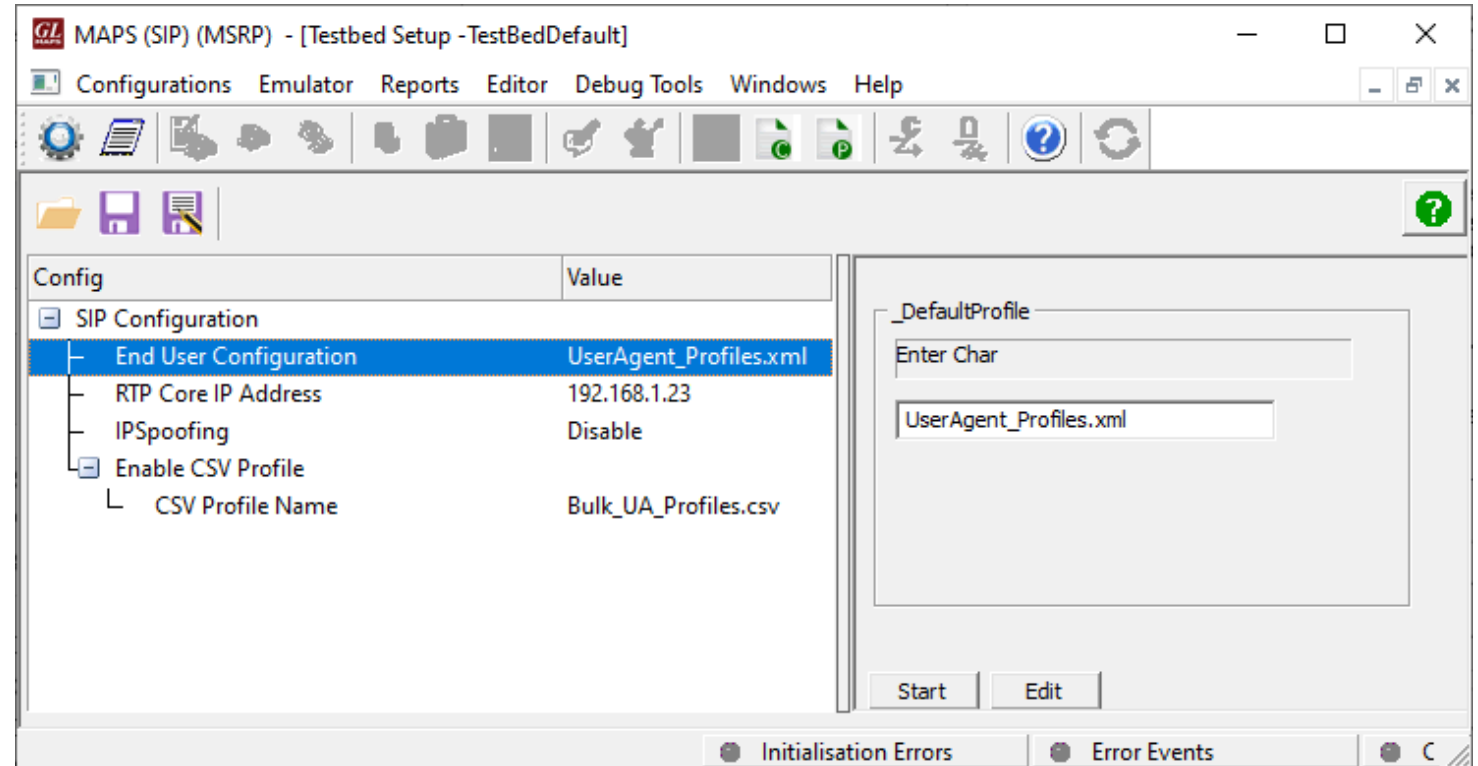 GL MAPS MAPS (SIP) (MSRP) - [Testbed Setup -TestBedDefault]
Configurations Emulator Reports Editor Debug Tools Windows Help
C P ?
?
Config Value
SIP Configuration
End User Configuration UserAgent_Profiles.xml
RTP Core IP Address 192.168.1.23
IPSpoofing Disable
Enable CSV Profile
CSV Profile Name Bulk_UA_Profiles.csv
_DefaultProfile
Enter Char
UserAgent_Profiles.xml
Start Edit
Initialisation Errors Error Events C